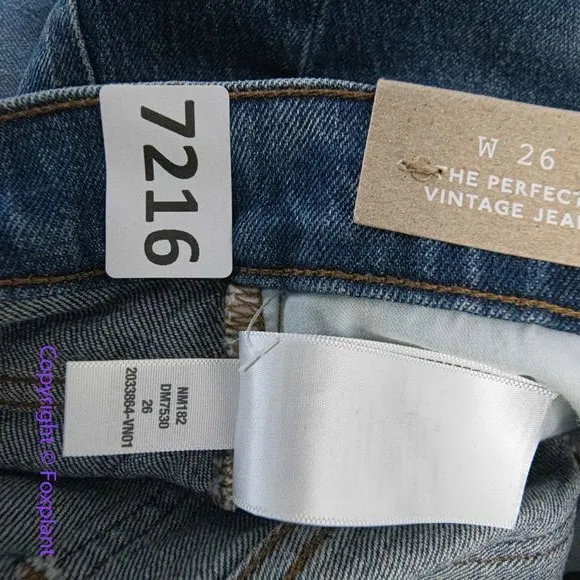 7216
W 26
THE PERFECT
VINTAGE JEA
NM182
DM7530
26
2033864-VN01
Copyright © Foxplant